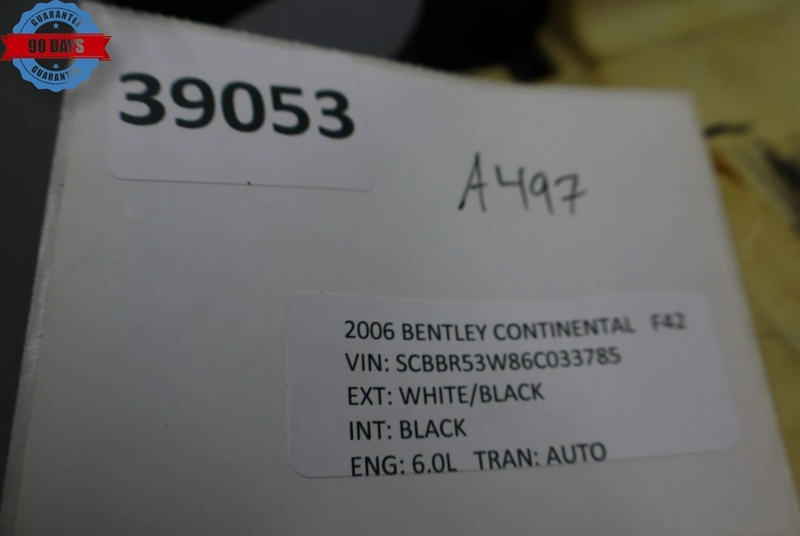 GUARANTEE
90 DAYS
GUARANTEE
39053
A497
2006 BENTLEY CONTINENTAL F42
VIN: SCBBR53W86C033785
EXT: WHITE/BLACK
INT: BLACK
ENG: 6.0L TRAN: AUTO